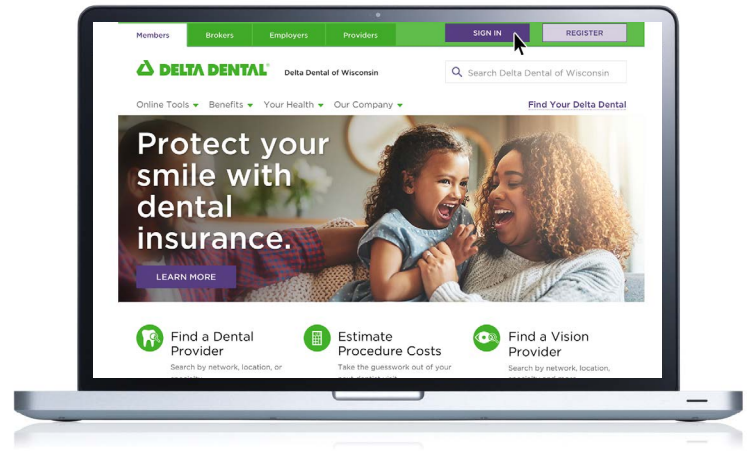 Members Brokers Employers Providers SIGN IN REGISTER
DELTA DENTAL® Delta Dental of Wisconsin Search Delta Dental of Wisconsin
Online Tools Benefits Your Health Our Company Find Your Delta Dental
Protect your
smile with
dental
insurance.
LEARN MORE
Find a Dental
Provider
Search by network, location, or
Estimate
Procedure Costs
Take the guesswork out of your
Find a Vision
Provider
Search by network, location,